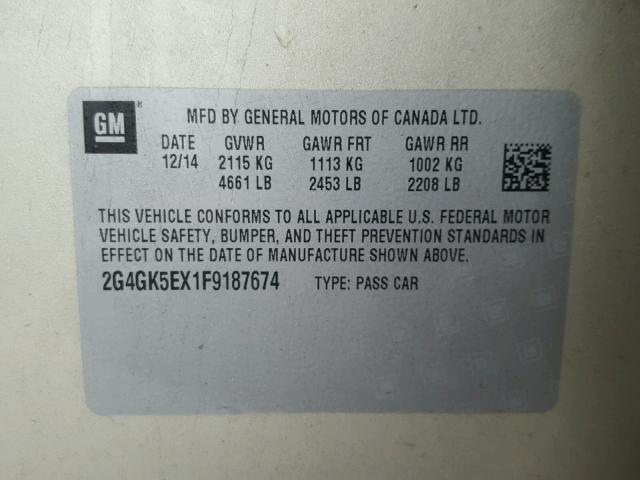 GM ®
MFD BY GENERAL MOTORS OF CANADA LTD.
DATE GVWR GAWR FRT GAWR RR
12/14 2115 KG 1113 KG 1002 KG
4661 LB 2453 LB 2208 LB
THIS VEHICLE CONFORMS TO ALL APPLICABLE U.S. FEDERAL MOTOR
VEHICLE SAFETY, BUMPER, AND THEFT PREVENTION STANDARDS IN
EFFECT ON THE DATE OF MANUFACTURE SHOWN ABOVE.
2G4GK5EX1F9187674 TYPE: PASS CAR